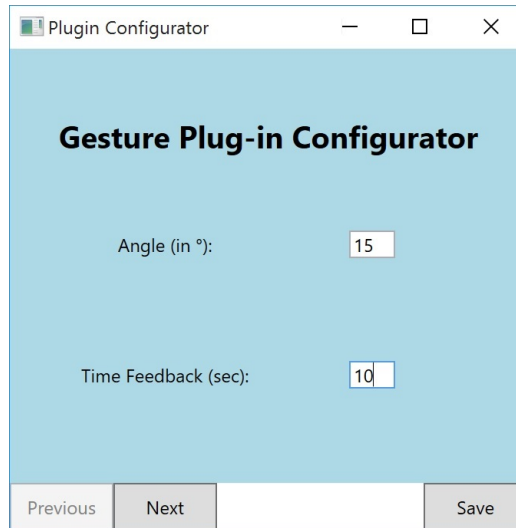 Plugin Configurator
Gesture Plug-in Configurator
Angle (in °): 15
Time Feedback (sec): 10
Previous Next Save